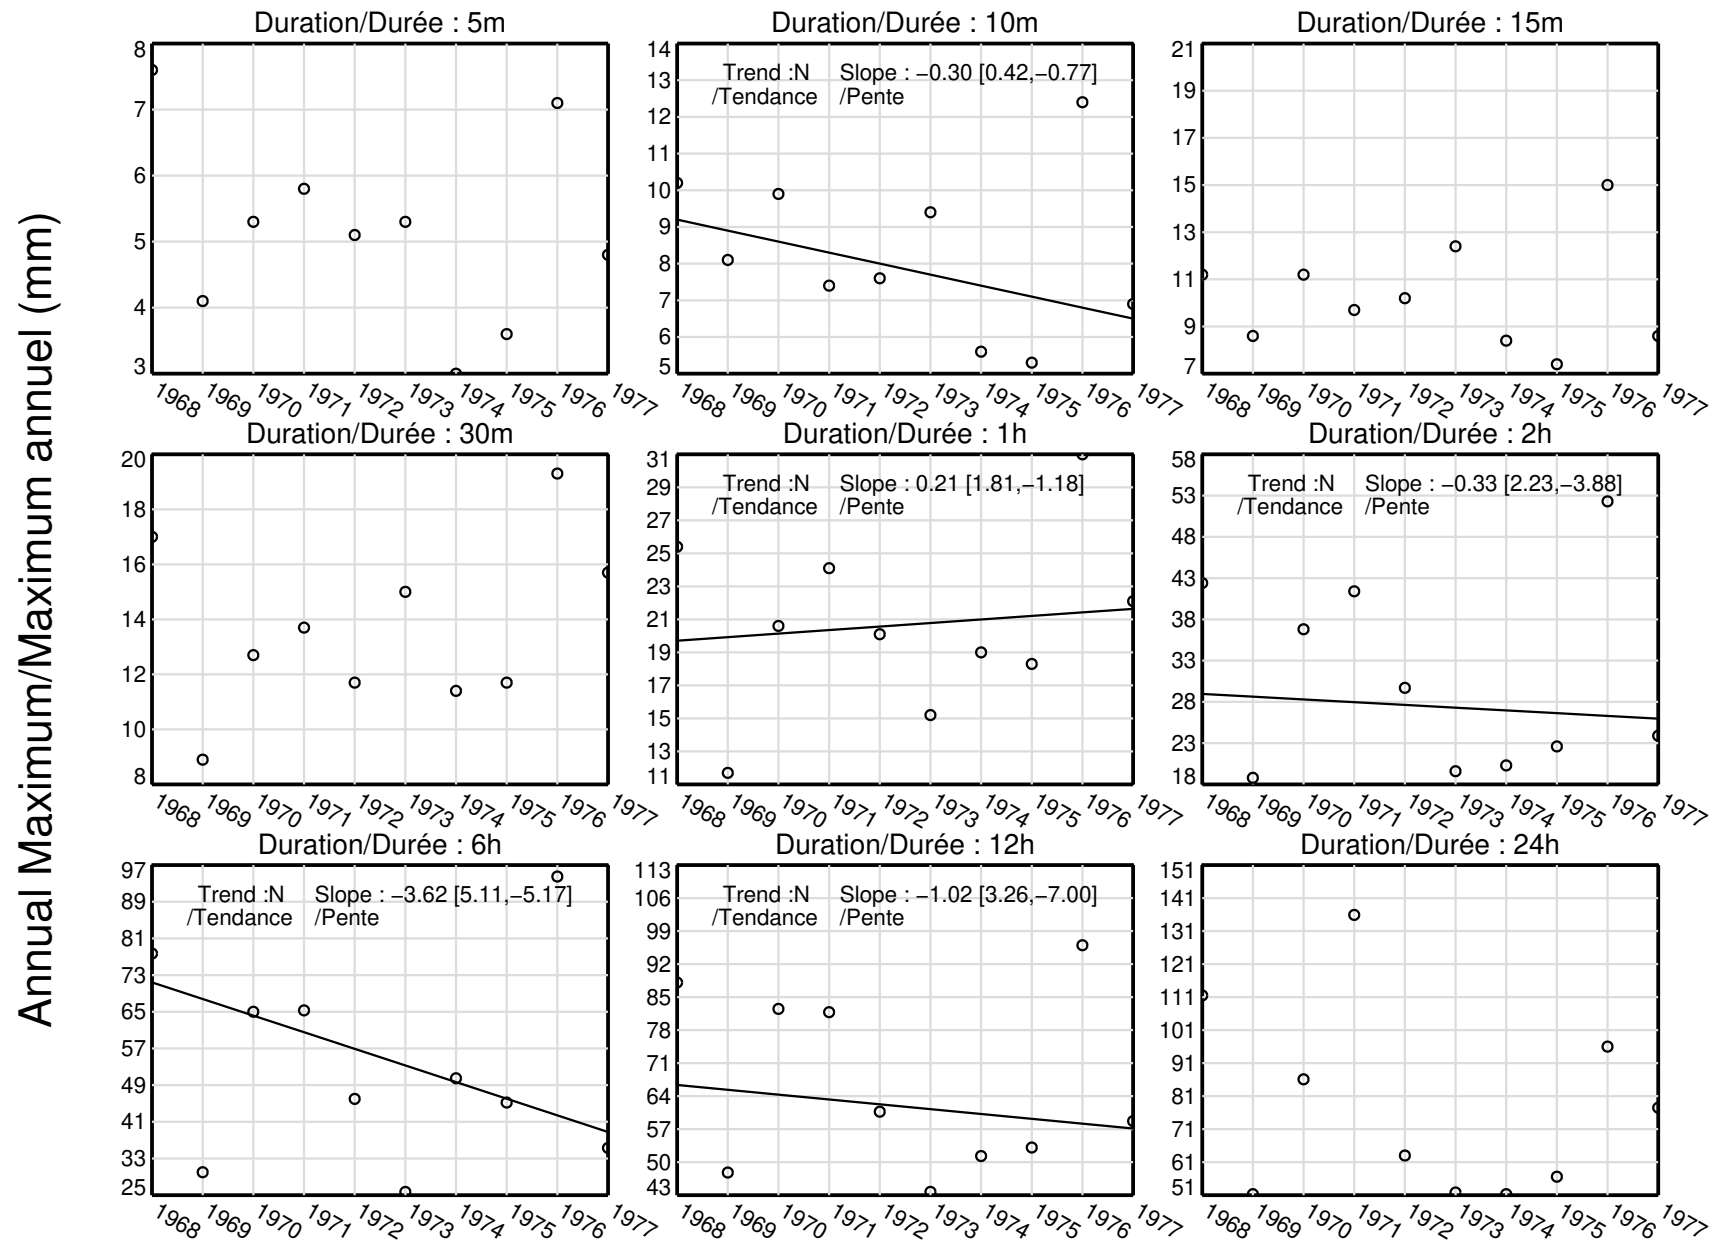 Annual Maximum/Maximum annuel (mm)
Duration/Durée : 5m
8
7
6
5
4
3
1968 1969 1970 1971 1972 1973 1974 1975 1976 1977
Duration/Durée : 10m
Trend :N Slope : −0.30 [0.42,−0.77]
/Tendance /Pente
14
13
12
11
10
9
8
7
6
5
1968 1969 1970 1971 1972 1973 1974 1975 1976 1977
Duration/Durée : 15m
21
19
17
15
13
11
9
7
1968 1969 1970 1971 1972 1973 1974 1975 1976 1977
Duration/Durée : 30m
20
18
16
14
12
10
8
1968 1969 1970 1971 1972 1973 1974 1975 1976 1977
Duration/Durée : 1h
Trend :N Slope : 0.21 [1.81,−1.18]
/Tendance /Pente
31
29
27
25
23
21
19
17
15
13
11
1968 1969 1970 1971 1972 1973 1974 1975 1976 1977
Duration/Durée : 2h
Trend :N Slope : −0.33 [2.23,−3.88]
/Tendance /Pente
58
53
48
43
38
33
28
23
18
1968 1969 1970 1971 1972 1973 1974 1975 1976 1977
Duration/Durée : 6h
Trend :N Slope : −3.62 [5.11,−5.17]
/Tendance /Pente
97
89
81
73
65
57
49
41
33
25
1968 1969 1970 1971 1972 1973 1974 1975 1976 1977
Duration/Durée : 12h
Trend :N Slope : −1.02 [3.26,−7.00]
/Tendance /Pente
113
106
99
92
85
78
71
64
57
50
43
1968 1969 1970 1971 1972 1973 1974 1975 1976 1977
Duration/Durée : 24h
151
141
131
121
111
101
91
81
71
61
51
1968 1969 1970 1971 1972 1973 1974 1975 1976 1977